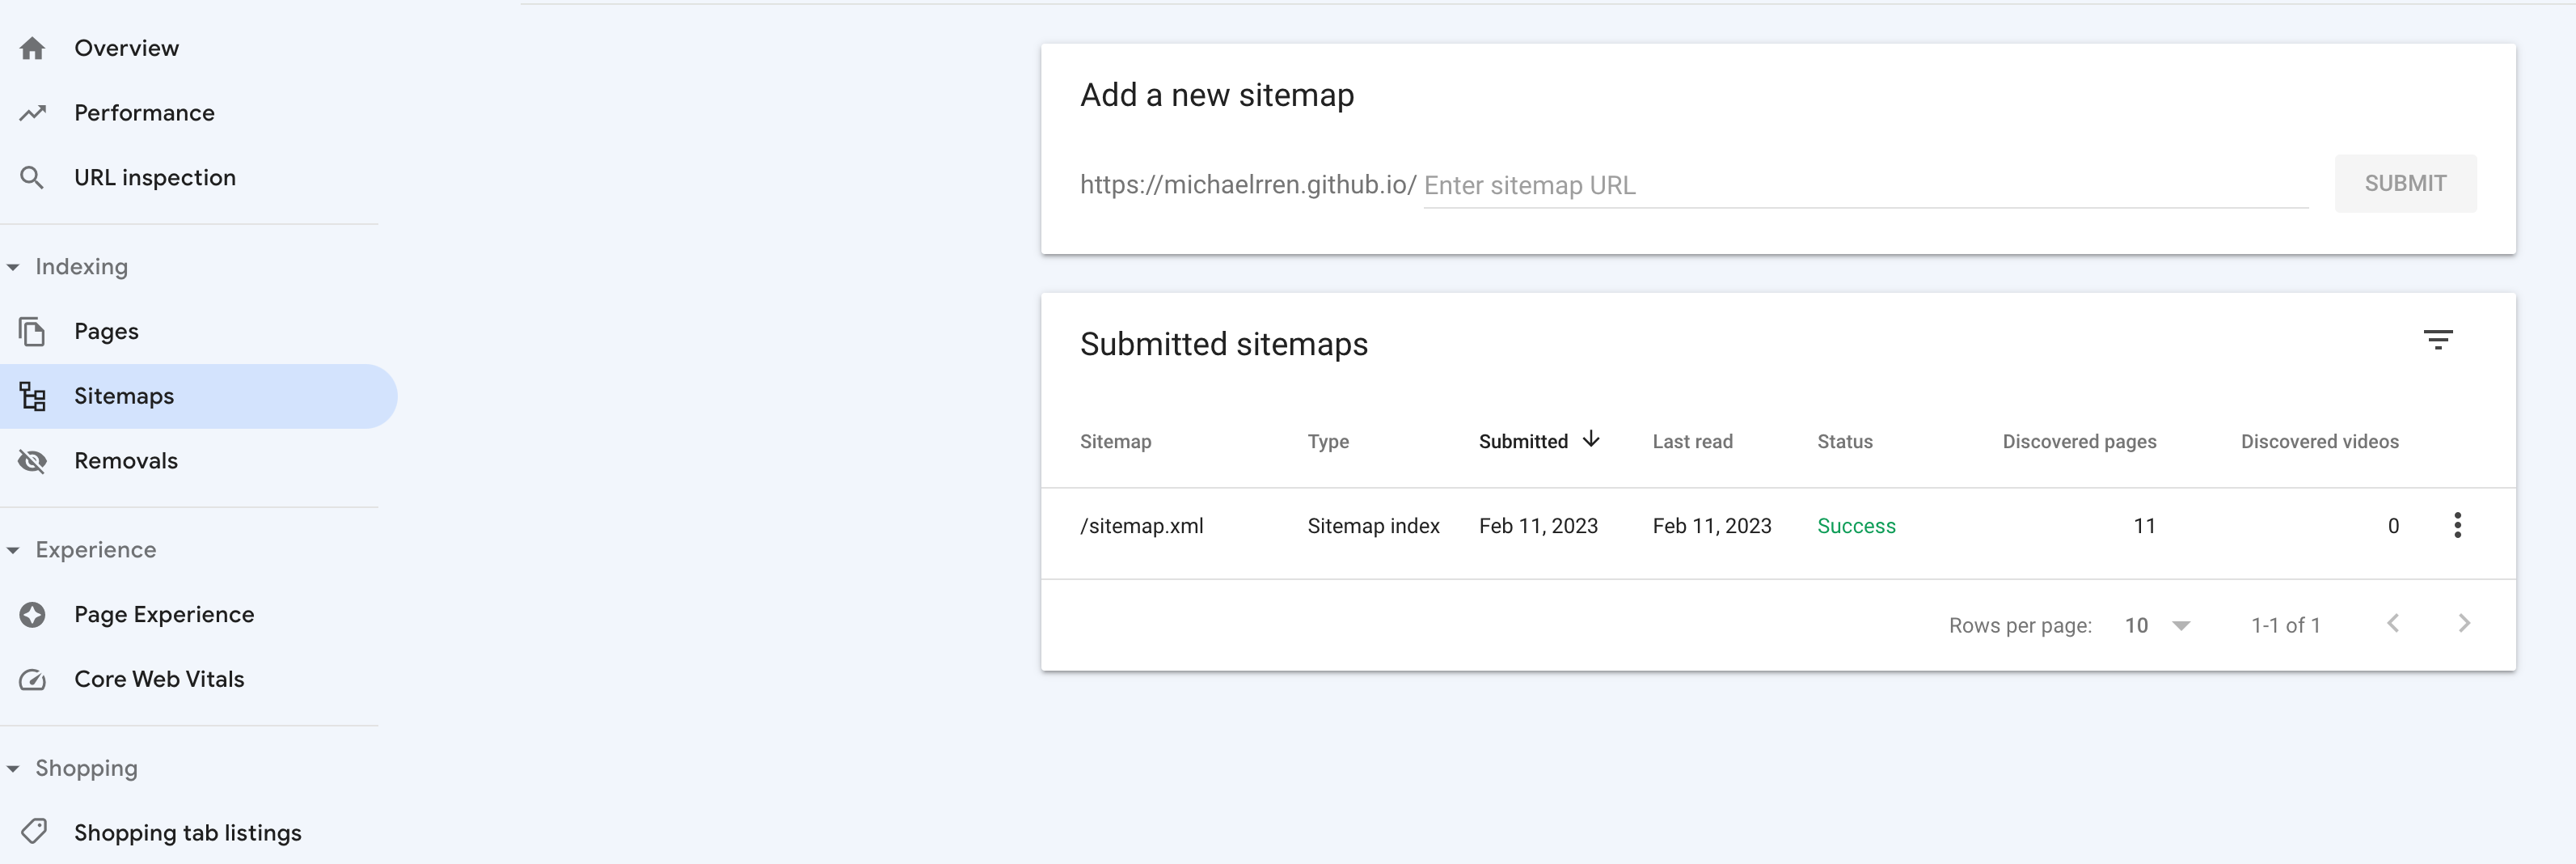 Overview
Performance
URL inspection
Indexing
Pages
Sitemaps
Removals
Experience
Page Experience
Core Web Vitals
Shopping
Shopping tab listings
Add a new sitemap
https://michaelrren.github.io/ Enter sitemap URL SUBMIT
Submitted sitemaps
Sitemap Type Submitted Last read Status Discovered pages Discovered videos
/sitemap.xml Sitemap index Feb 11, 2023 Feb 11, 2023 Success 11 0
Rows per page: 10 1-1 of 1